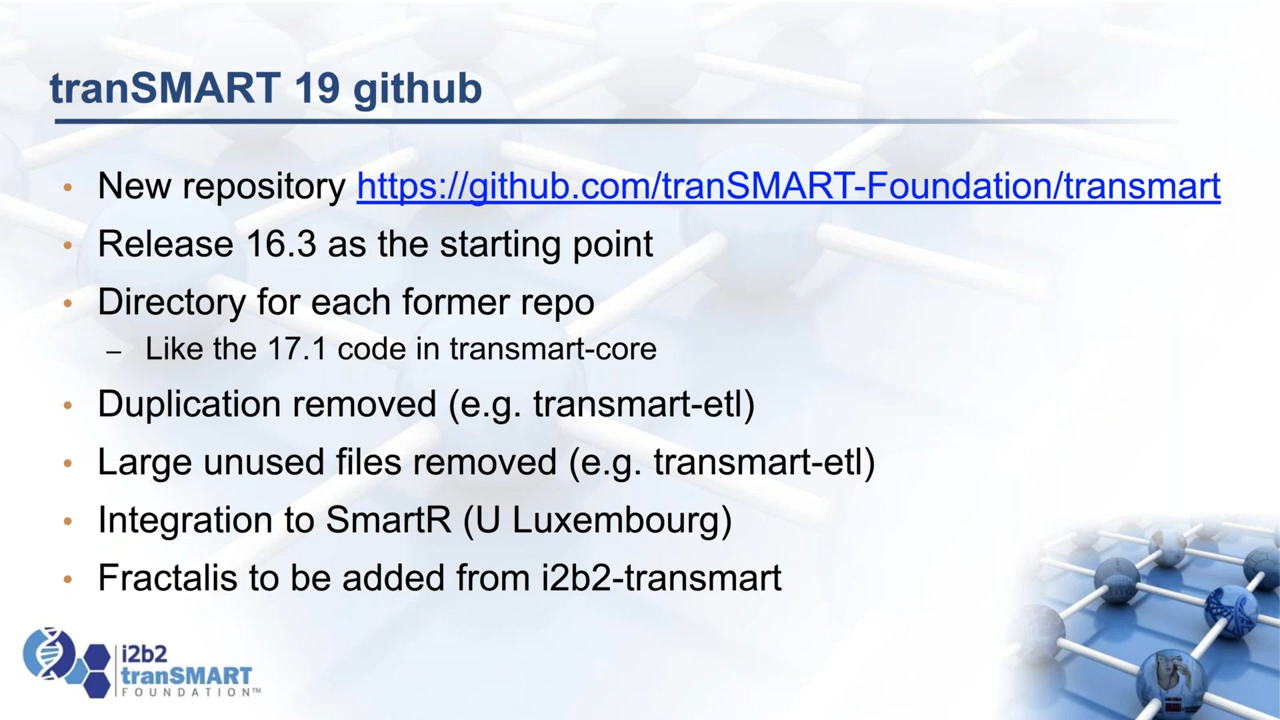 tranSMART 19 github
• New repository https://github.com/tranSMART-Foundation/transmart
• Release 16.3 as the starting point
• Directory for each former repo
– Like the 17.1 code in transmart-core
• Duplication removed (e.g. transmart-etl)
• Large unused files removed (e.g. transmart-etl)
• Integration to SmartR (U Luxembourg)
• Fractalis to be added from i2b2-transmart
i2b2
tranSMART
FOUNDATION™